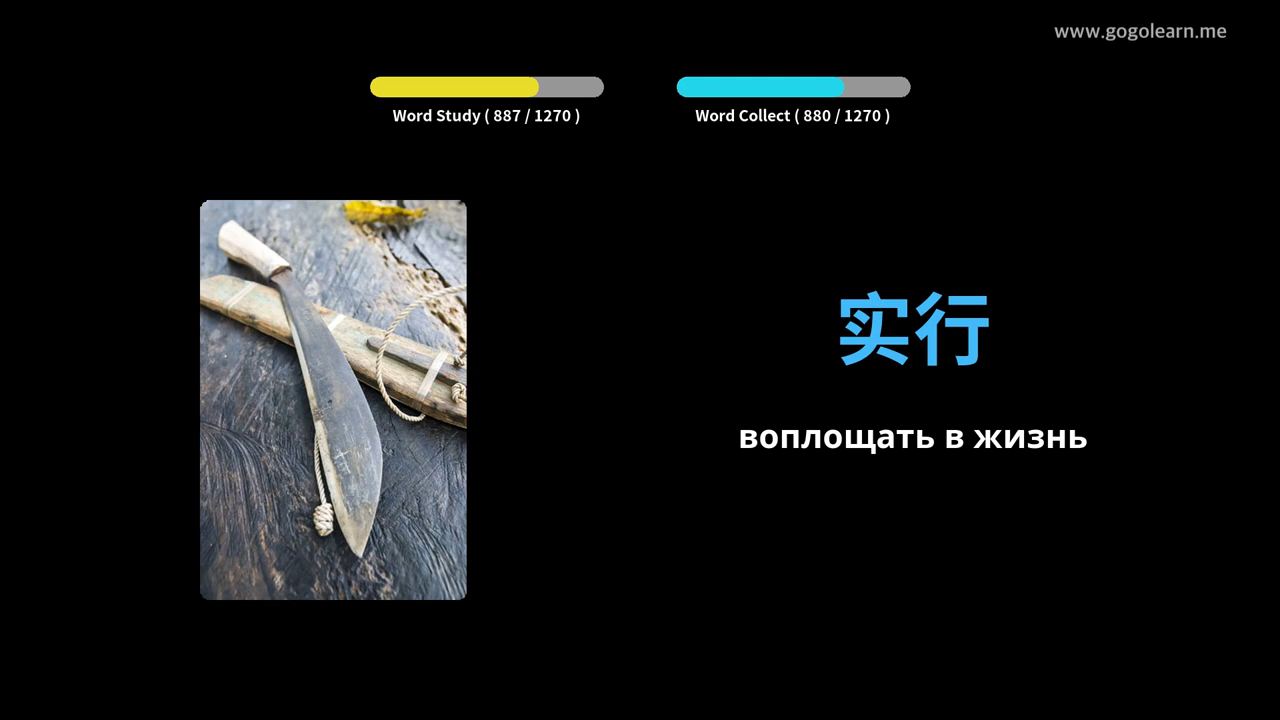 www.gogolearn.me
Word Study ( 887 / 1270 )
Word Collect ( 880 / 1270 )
实行
воплощать в жизнь